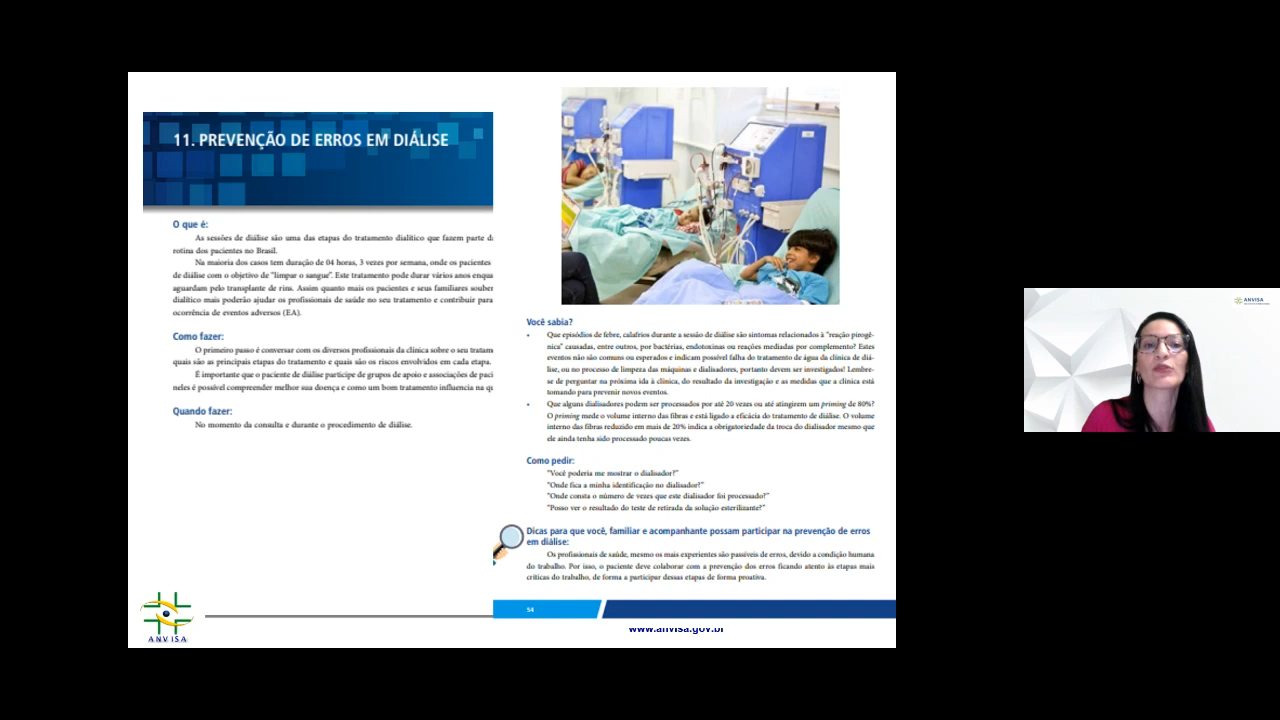 11. PREVENÇÃO DE ERROS EM DIÁLISE
O que é:
As sessões de diálise são uma das etapas do tratamento dialítico que fazem parte
rotina dos pacientes no Brasil.
Na maioria dos casos tem duração de 04 horas, 3 vezes por semana, onde os pacientes
de diálise com o objetivo de "limpar o sangue". Este tratamento pode durar vários anos
aguardam pelo transplante de rins. Assim quanto mais os pacientes e seus familiares
dialítico mais poderão ajudar os profissionais de saúde no seu tratamento e contribuir para
ocorrência de eventos adversos (EA).
Como fazer:
O primeiro passo é conversar com os diversos profissionais da clínica sobre o seu
quais são as principais etapas do tratamento e quais são os riscos envolvidos em cada etapa.
É importante que o paciente de diálise participe de grupos de apoio e associações de
neles é possível compreender melhor sua doença e como um bom tratamento influencia na
Quando fazer:
No momento da consulta e durante o procedimento de diálise.
Você sabia?
• Que episódios de febre, calafrios durante a sessão de diálise são sintomas relacionados à "reação pirogê-
nica" causadas, entre outros, por bactérias, endotoxinas ou reações mediadas por complemento? Estes
eventos não são comuns ou esperados e indicam possível falha do tratamento de água da clínica de diá-
lise, ou no processo de limpeza das máquinas e dialisadores, portanto devem ser investigados! Lembre-
se de perguntar na próxima ida à clínica, do resultado da investigação e as medidas que a clínica está
tomando para prevenir novos eventos.
• Que alguns dialisadores podem ser processados por até 20 vezes ou até atingirem um priming de 80%?
O priming mede o volume interno das fibras e está ligado a eficácia do tratamento de diálise. O volume
interno das fibras reduzido em mais de 20% indica a obrigatoriedade da troca do dialisador mesmo que
ele ainda tenha sido processado poucas vezes.
Como pedir:
"Você poderia me mostrar o dialisador?"
"Onde fica a minha identificação no dialisador?"
"Onde consta o número de vezes que este dialisador foi processado?"
"Posso ver o resultado do teste de retirada da solução esterilizante?"
Dicas para que você, familiar e acompanhante possam participar na prevenção de erros
em diálise:
Os profissionais de saúde, mesmo os mais experientes são passíveis de erros, devido a condição humana
do trabalho. Por isso, o paciente deve colaborar com a prevenção dos erros ficando atento às etapas mais
críticas do trabalho, de forma a participar dessas etapas de forma proativa.
54
ANVISA
www.anvisa.gov.br
ANVISA